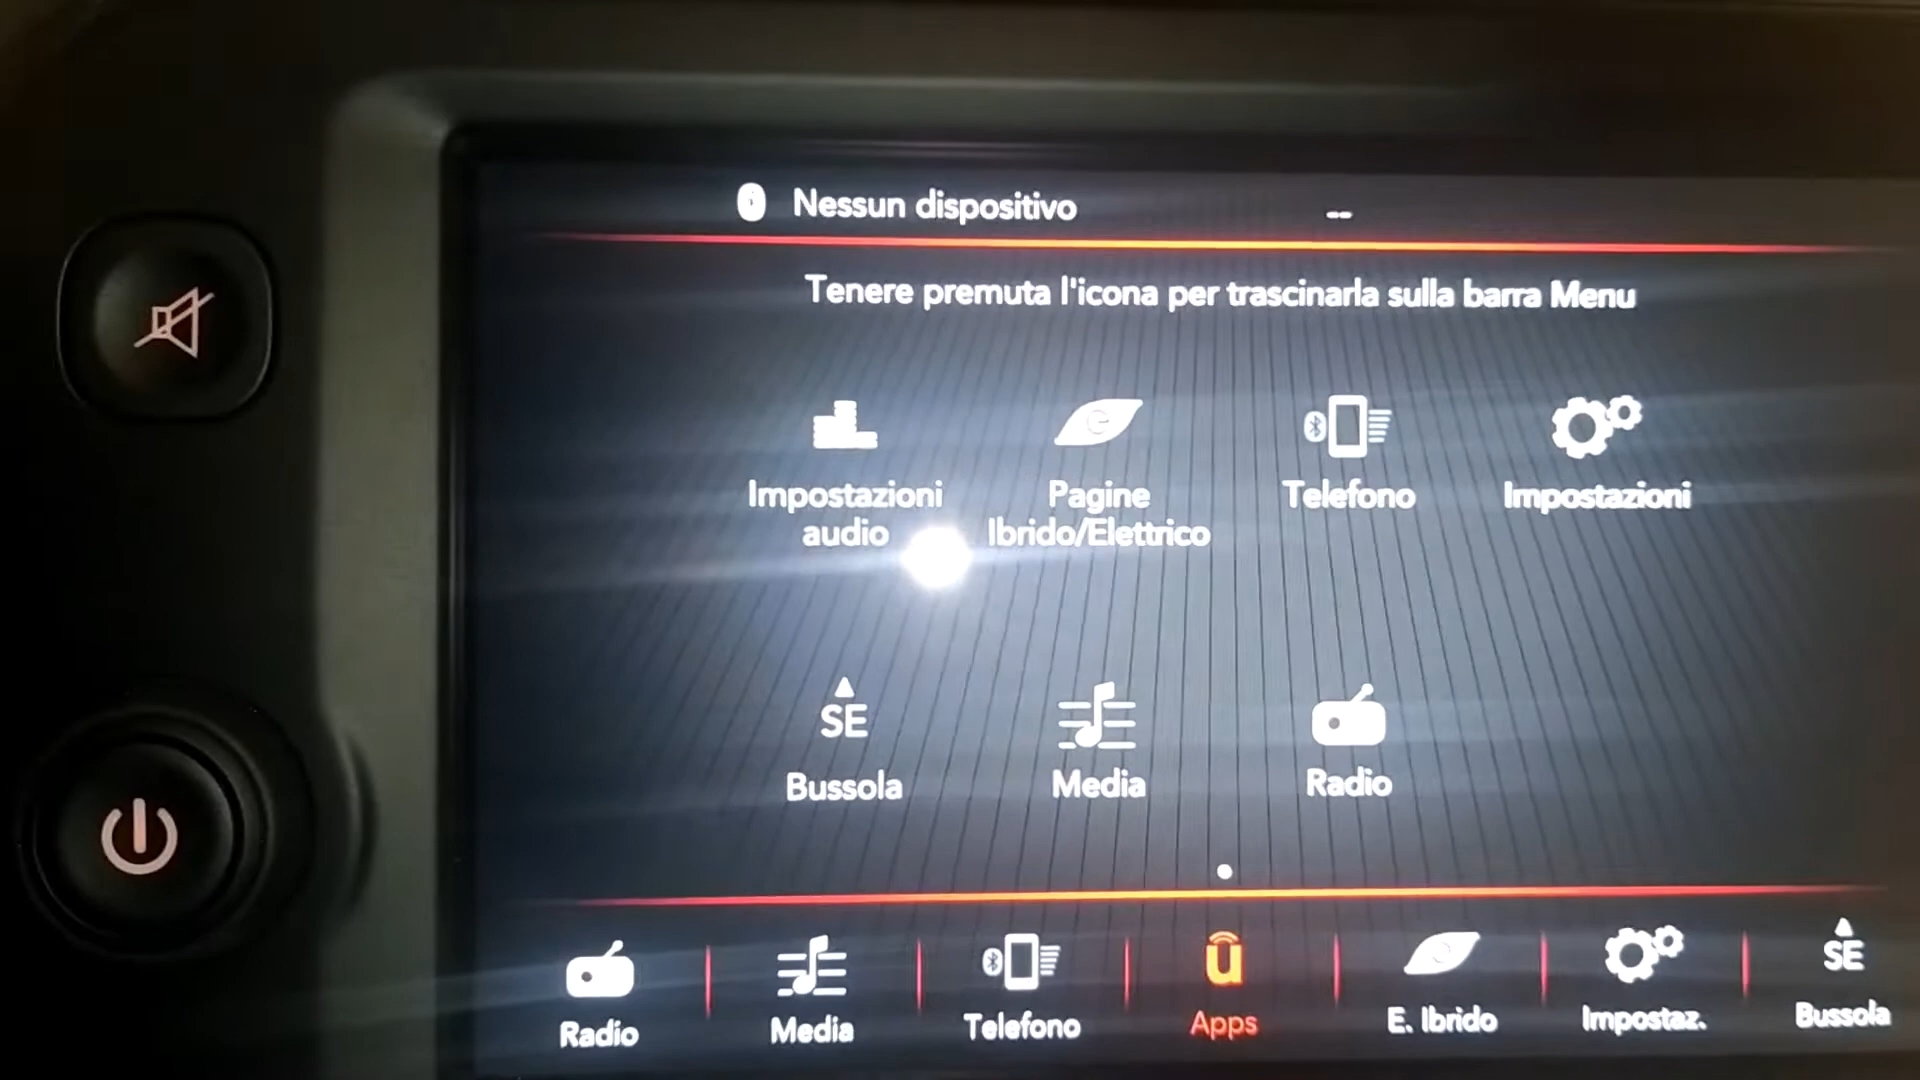 Nessun dispositivo --
Tenere premuta l'icona per trascinarla sulla barra Menu
Impostazioni
audio
Pagine
Ibrido/Elettrico
Telefono
Impostazioni
SE
Bussola
Media
Radio
Radio
Media
Telefono
u
Apps
E. Ibrido
Impostaz.
SE
Bussola